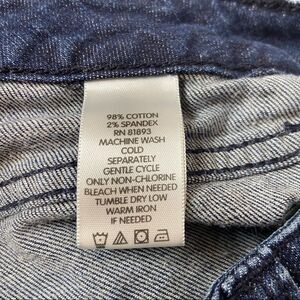 98% COTTON
2% SPANDEX
RN 81893
MACHINE WASH
COLD
SEPARATELY
GENTLE CYCLE
ONLY NON-CHLORINE
BLEACH WHEN NEEDED
TUMBLE DRY LOW
WARM IRON
IF NEEDED